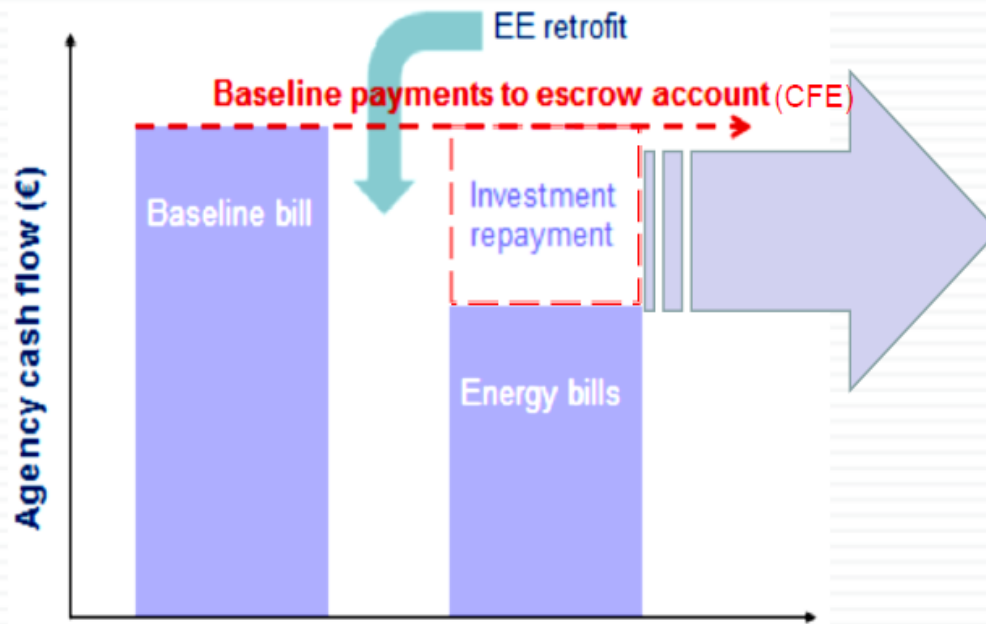 EE retrofit
Baseline payments to escrow account (CFE)
Baseline bill
Investment
repayment
Energy bills
Agency cash flow (€)